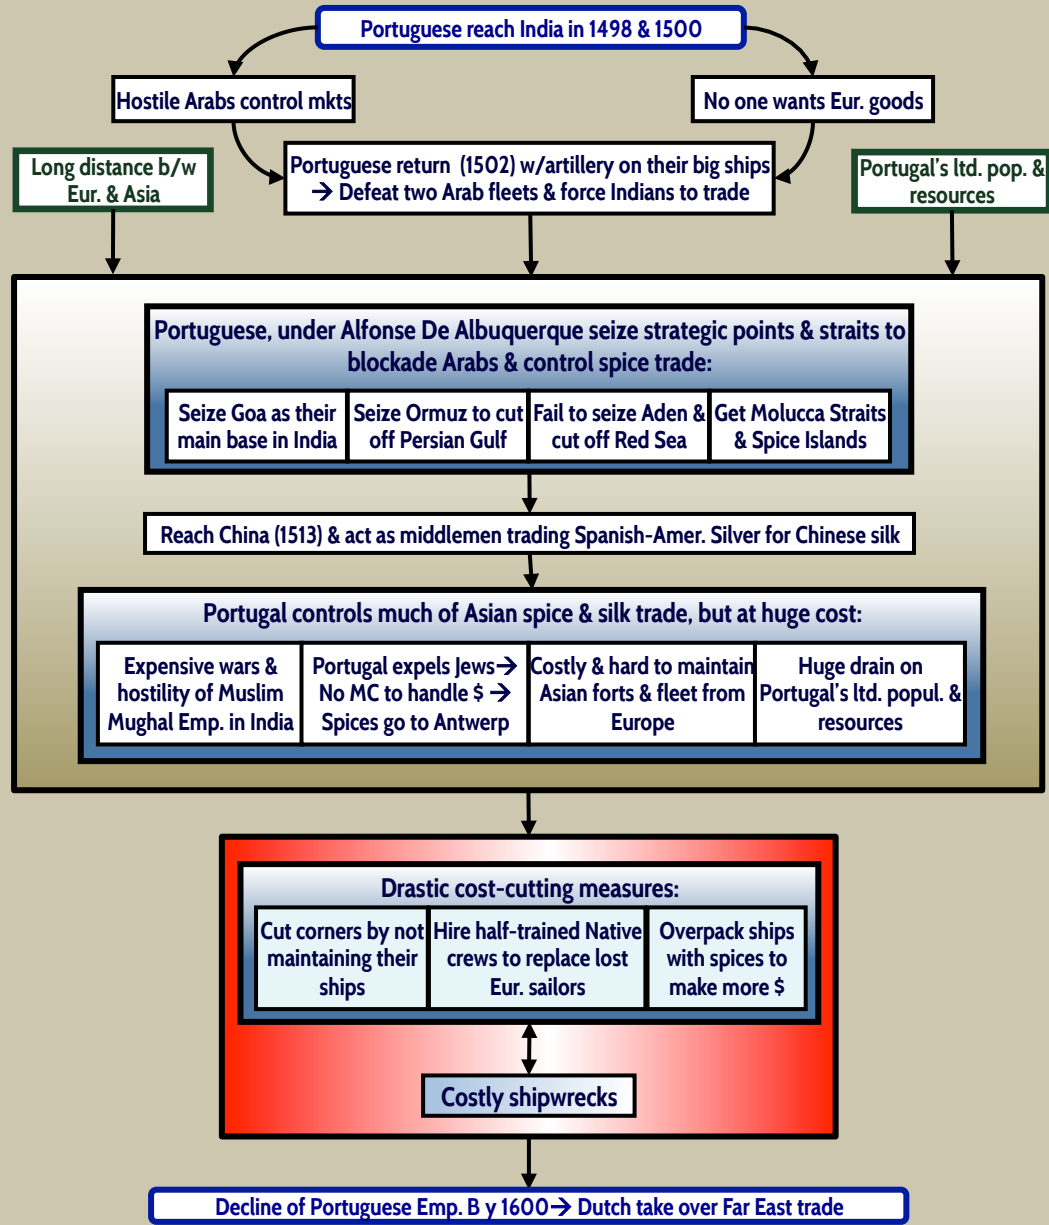 Portuguese reach India in 1498 & 1500
Hostile Arabs control mkts
No one wants Eur. goods
Long distance b/w
Eur. & Asia
Portuguese return (1502) w/artillery on their big ships
→ Defeat two Arab fleets & force Indians to trade
Portugal's ltd. pop. &
resources
Portuguese, under Alfonse De Albuquerque seize strategic points & straits to
blockade Arabs & control spice trade:
Seize Goa as their
main base in India
Seize Ormuz to cut
off Persian Gulf
Fail to seize Aden &
cut off Red Sea
Get Molucca Straits
& Spice Islands
Reach China (1513) & act as middlemen trading Spanish-Amer. Silver for Chinese silk
Portugal controls much of Asian spice & silk trade, but at huge cost:
Expensive wars &
hostility of Muslim
Mughal Emp. in India
Portugal expels Jews→
No MC to handle $ →
Spices go to Antwerp
Costly & hard to maintain
Asian forts & fleet from
Europe
Huge drain on
Portugal's ltd. popul. &
resources
Drastic cost-cutting measures:
Cut corners by not
maintaining their
ships
Hire half-trained Native
crews to replace lost
Eur. sailors
Overpack ships
with spices to
make more $
Costly shipwrecks
Decline of Portuguese Emp. B y 1600→ Dutch take over Far East trade